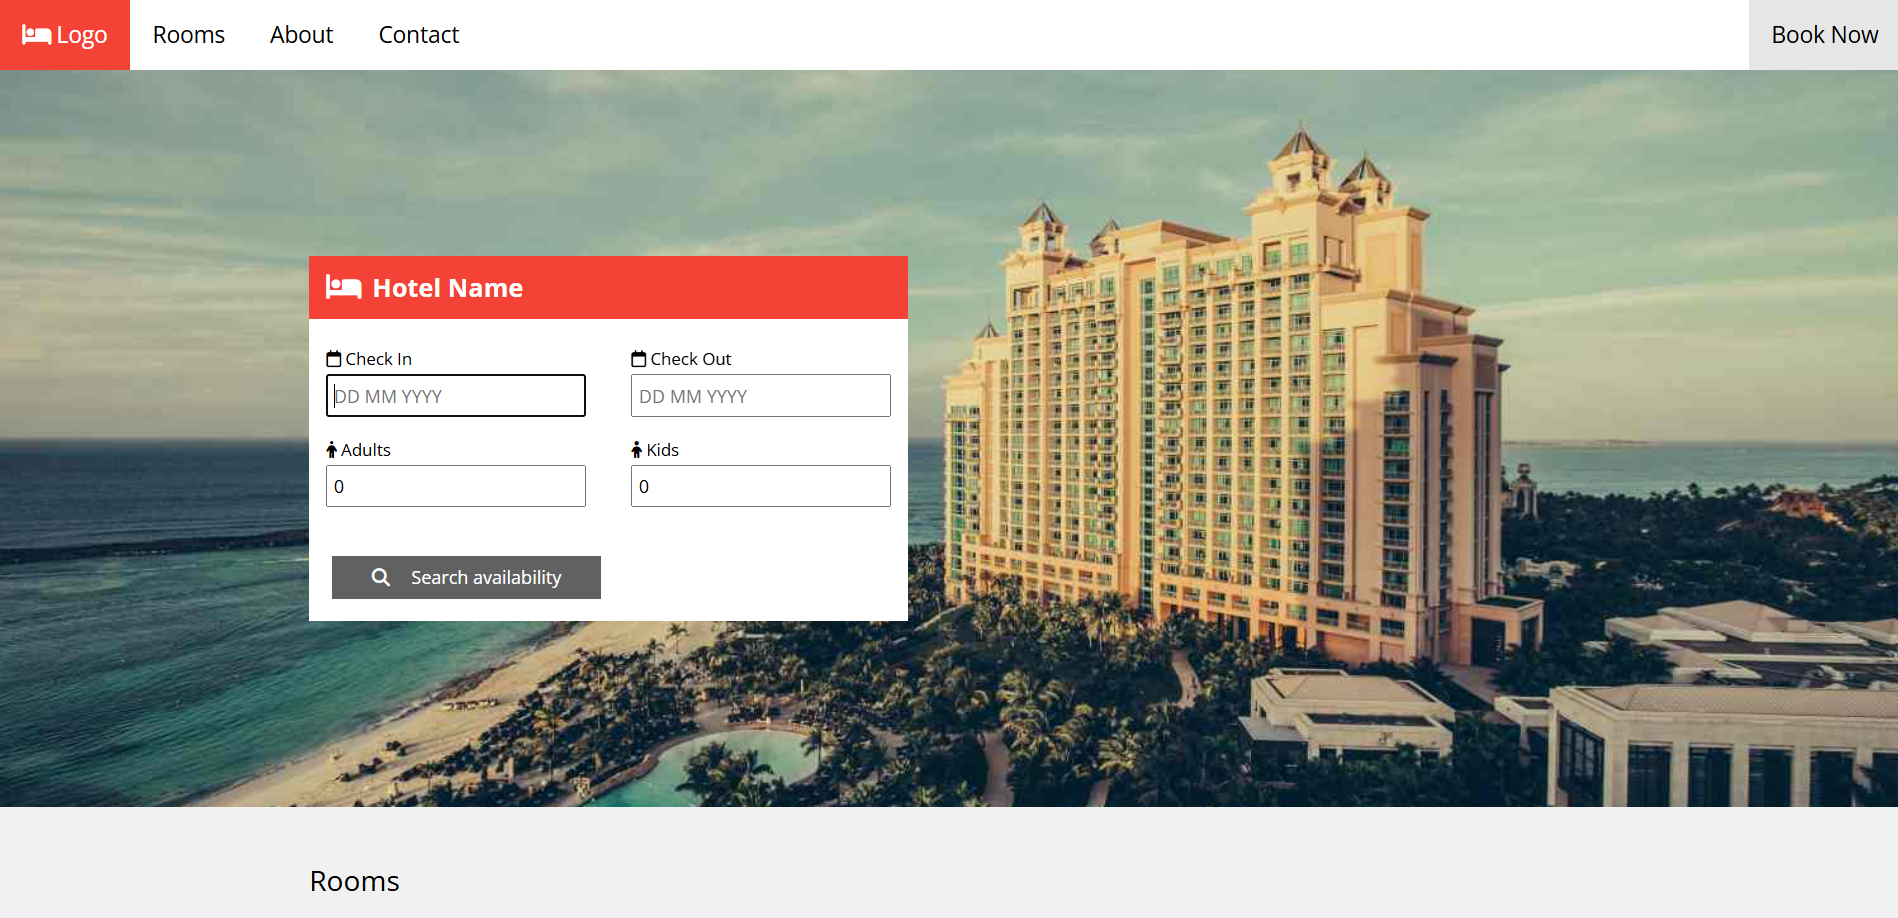 Logo Rooms About Contact Book Now
Hotel Name
Check In Check Out
DD MM YYYY DD MM YYYY
Adults Kids
0 0
Search availability
Rooms